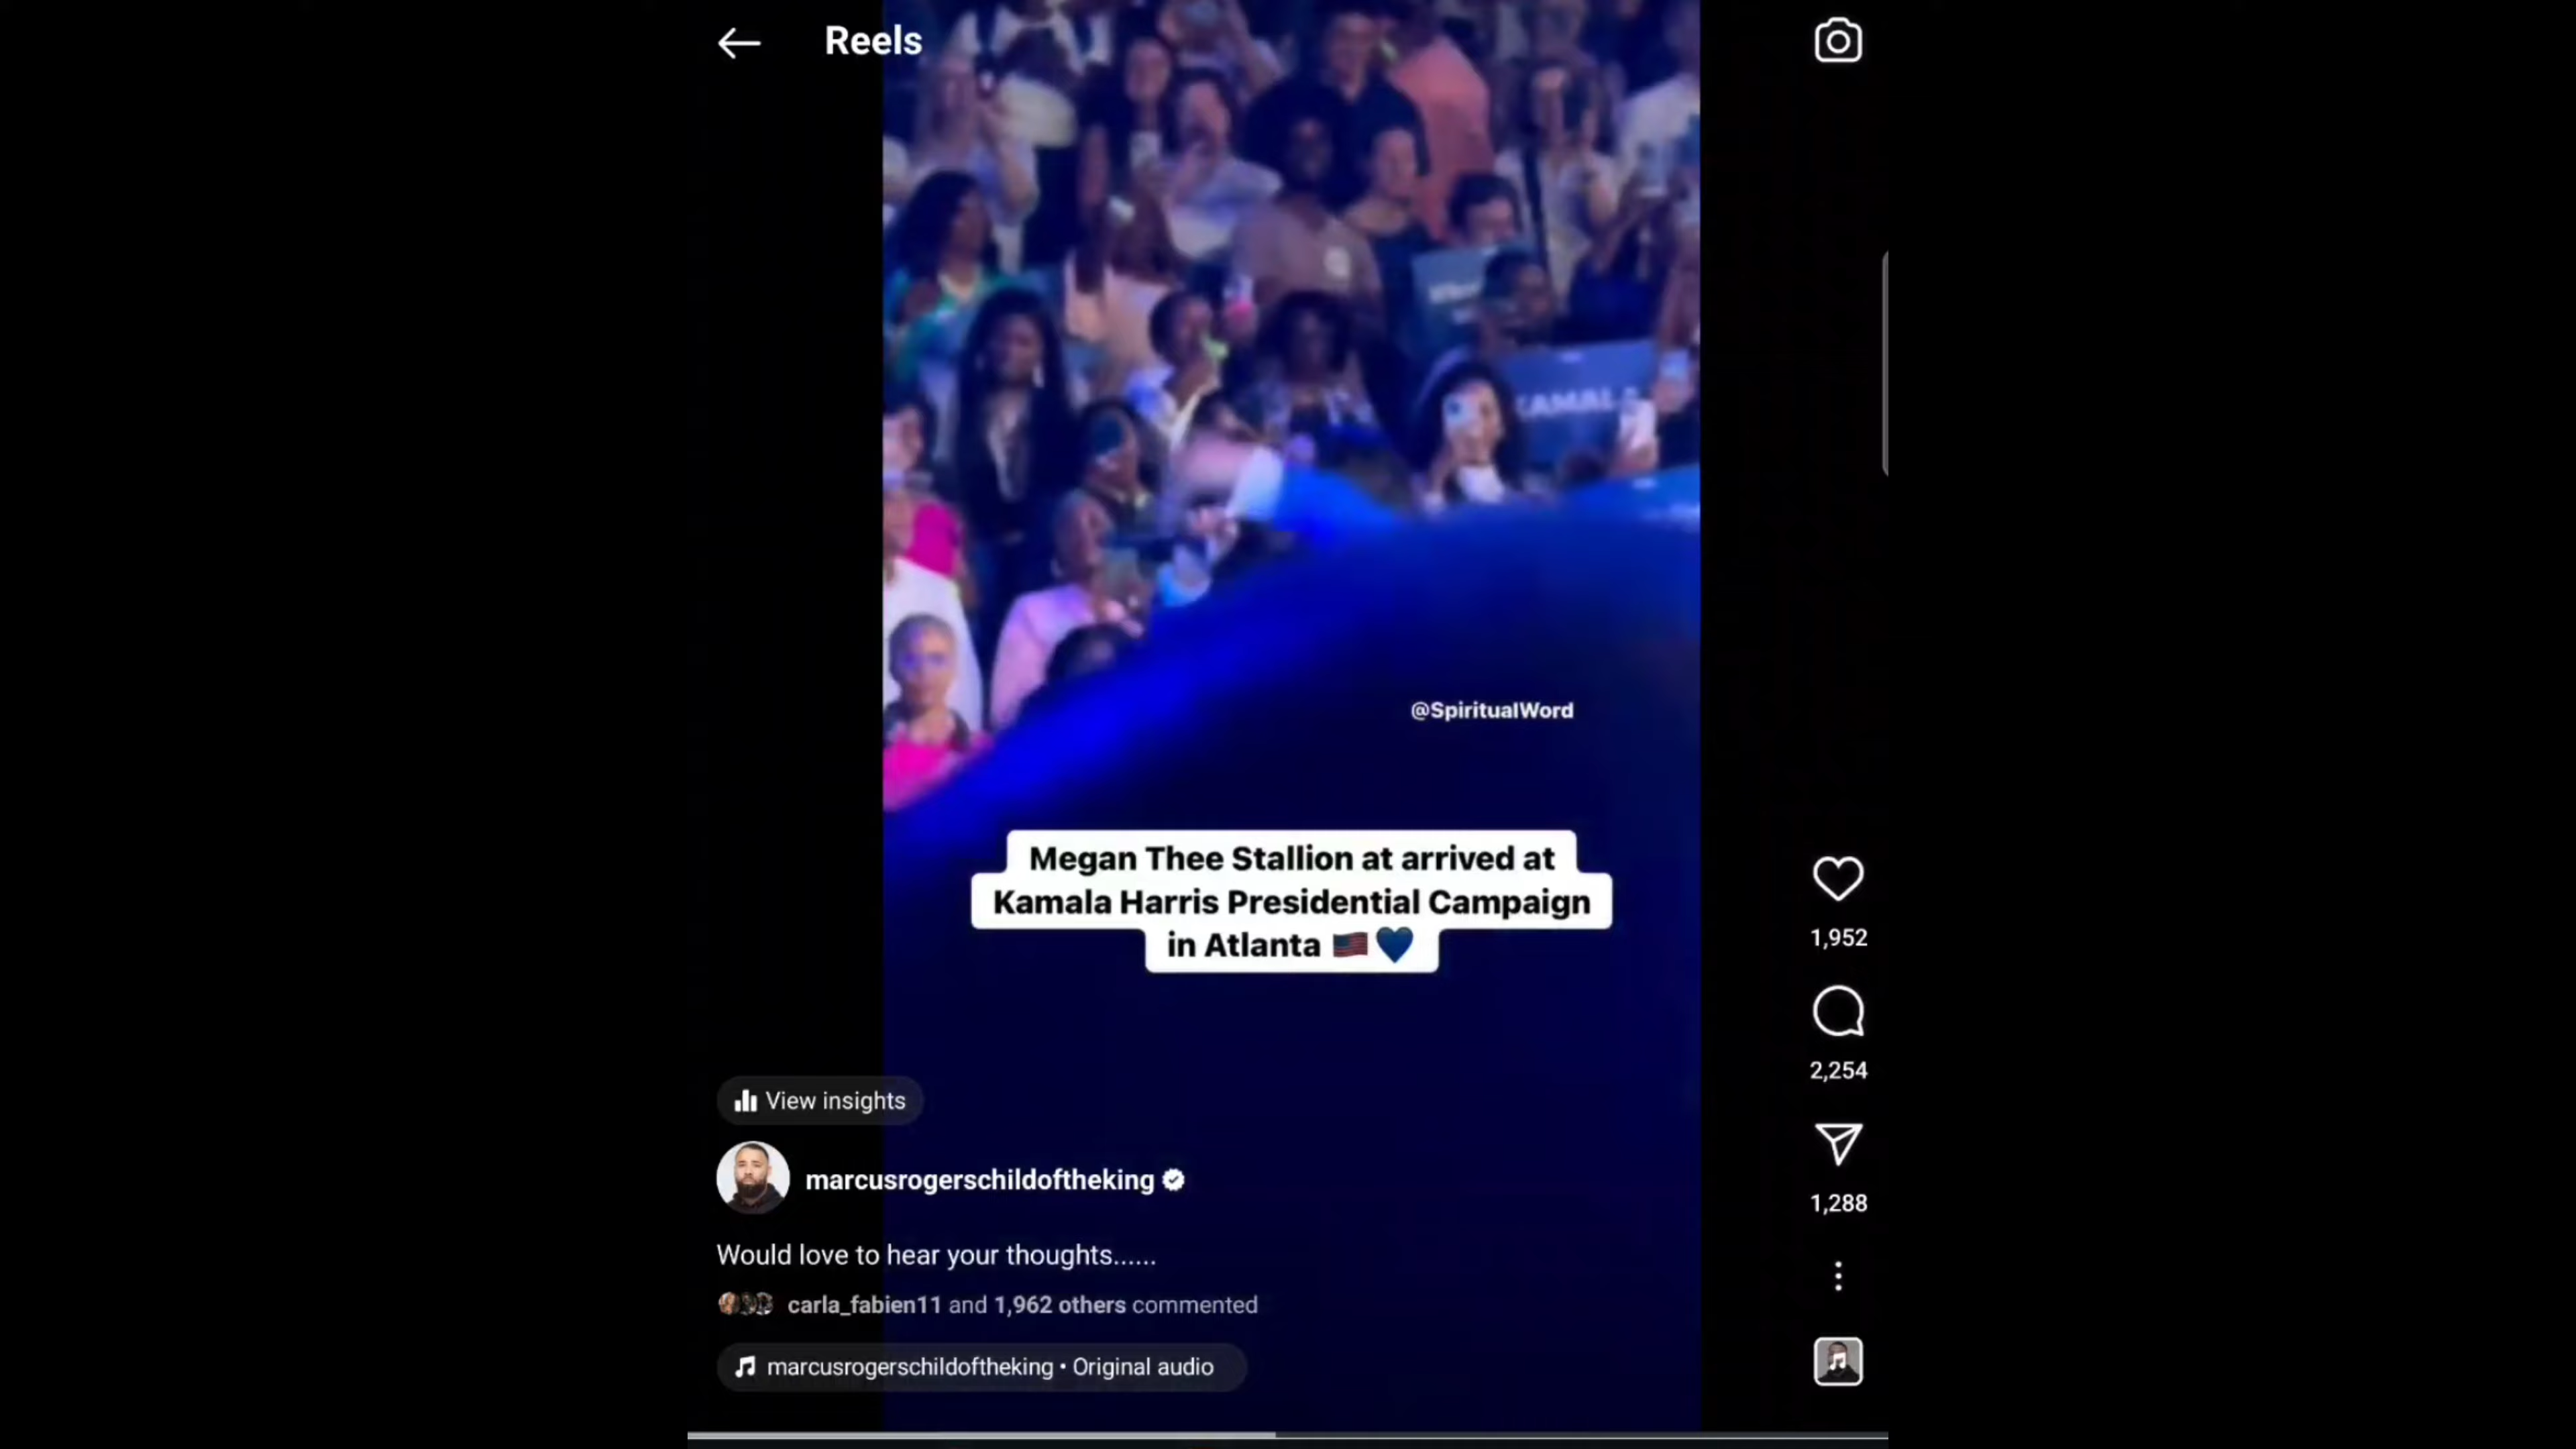 Reels
KAMALA
@SpiritualWord
Megan Thee Stallion at arrived at
Kamala Harris Presidential Campaign
in Atlanta 🇺🇸 💙
1,952
2,254
1,288
View insights
marcusrogerschildoftheking
Would love to hear your thoughts......
carla_fabien11 and 1,962 others commented
marcusrogerschildoftheking • Original audio